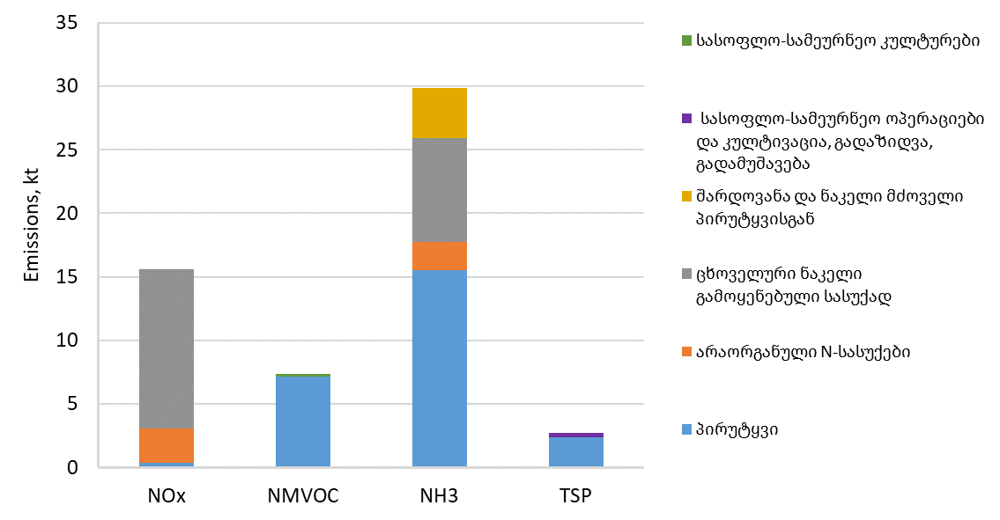 35
30
25
20
15
10
5
0
Emissions, kt
NOx
NMVOC
NH3
TSP
სასოფლო-სამეურნეო კულტურები
სასოფლო-სამეურნეო ოპერაციები
და კულტივაცია, გადაზიდვა,
გადამუშავება
შარდოვანა და ნაკელი მძოველი
პირუტყვისგან
ცხოველური ნაკელი
გამოყენებული სასუქად
არაორგანული N-სასუქები
პირუტყვი